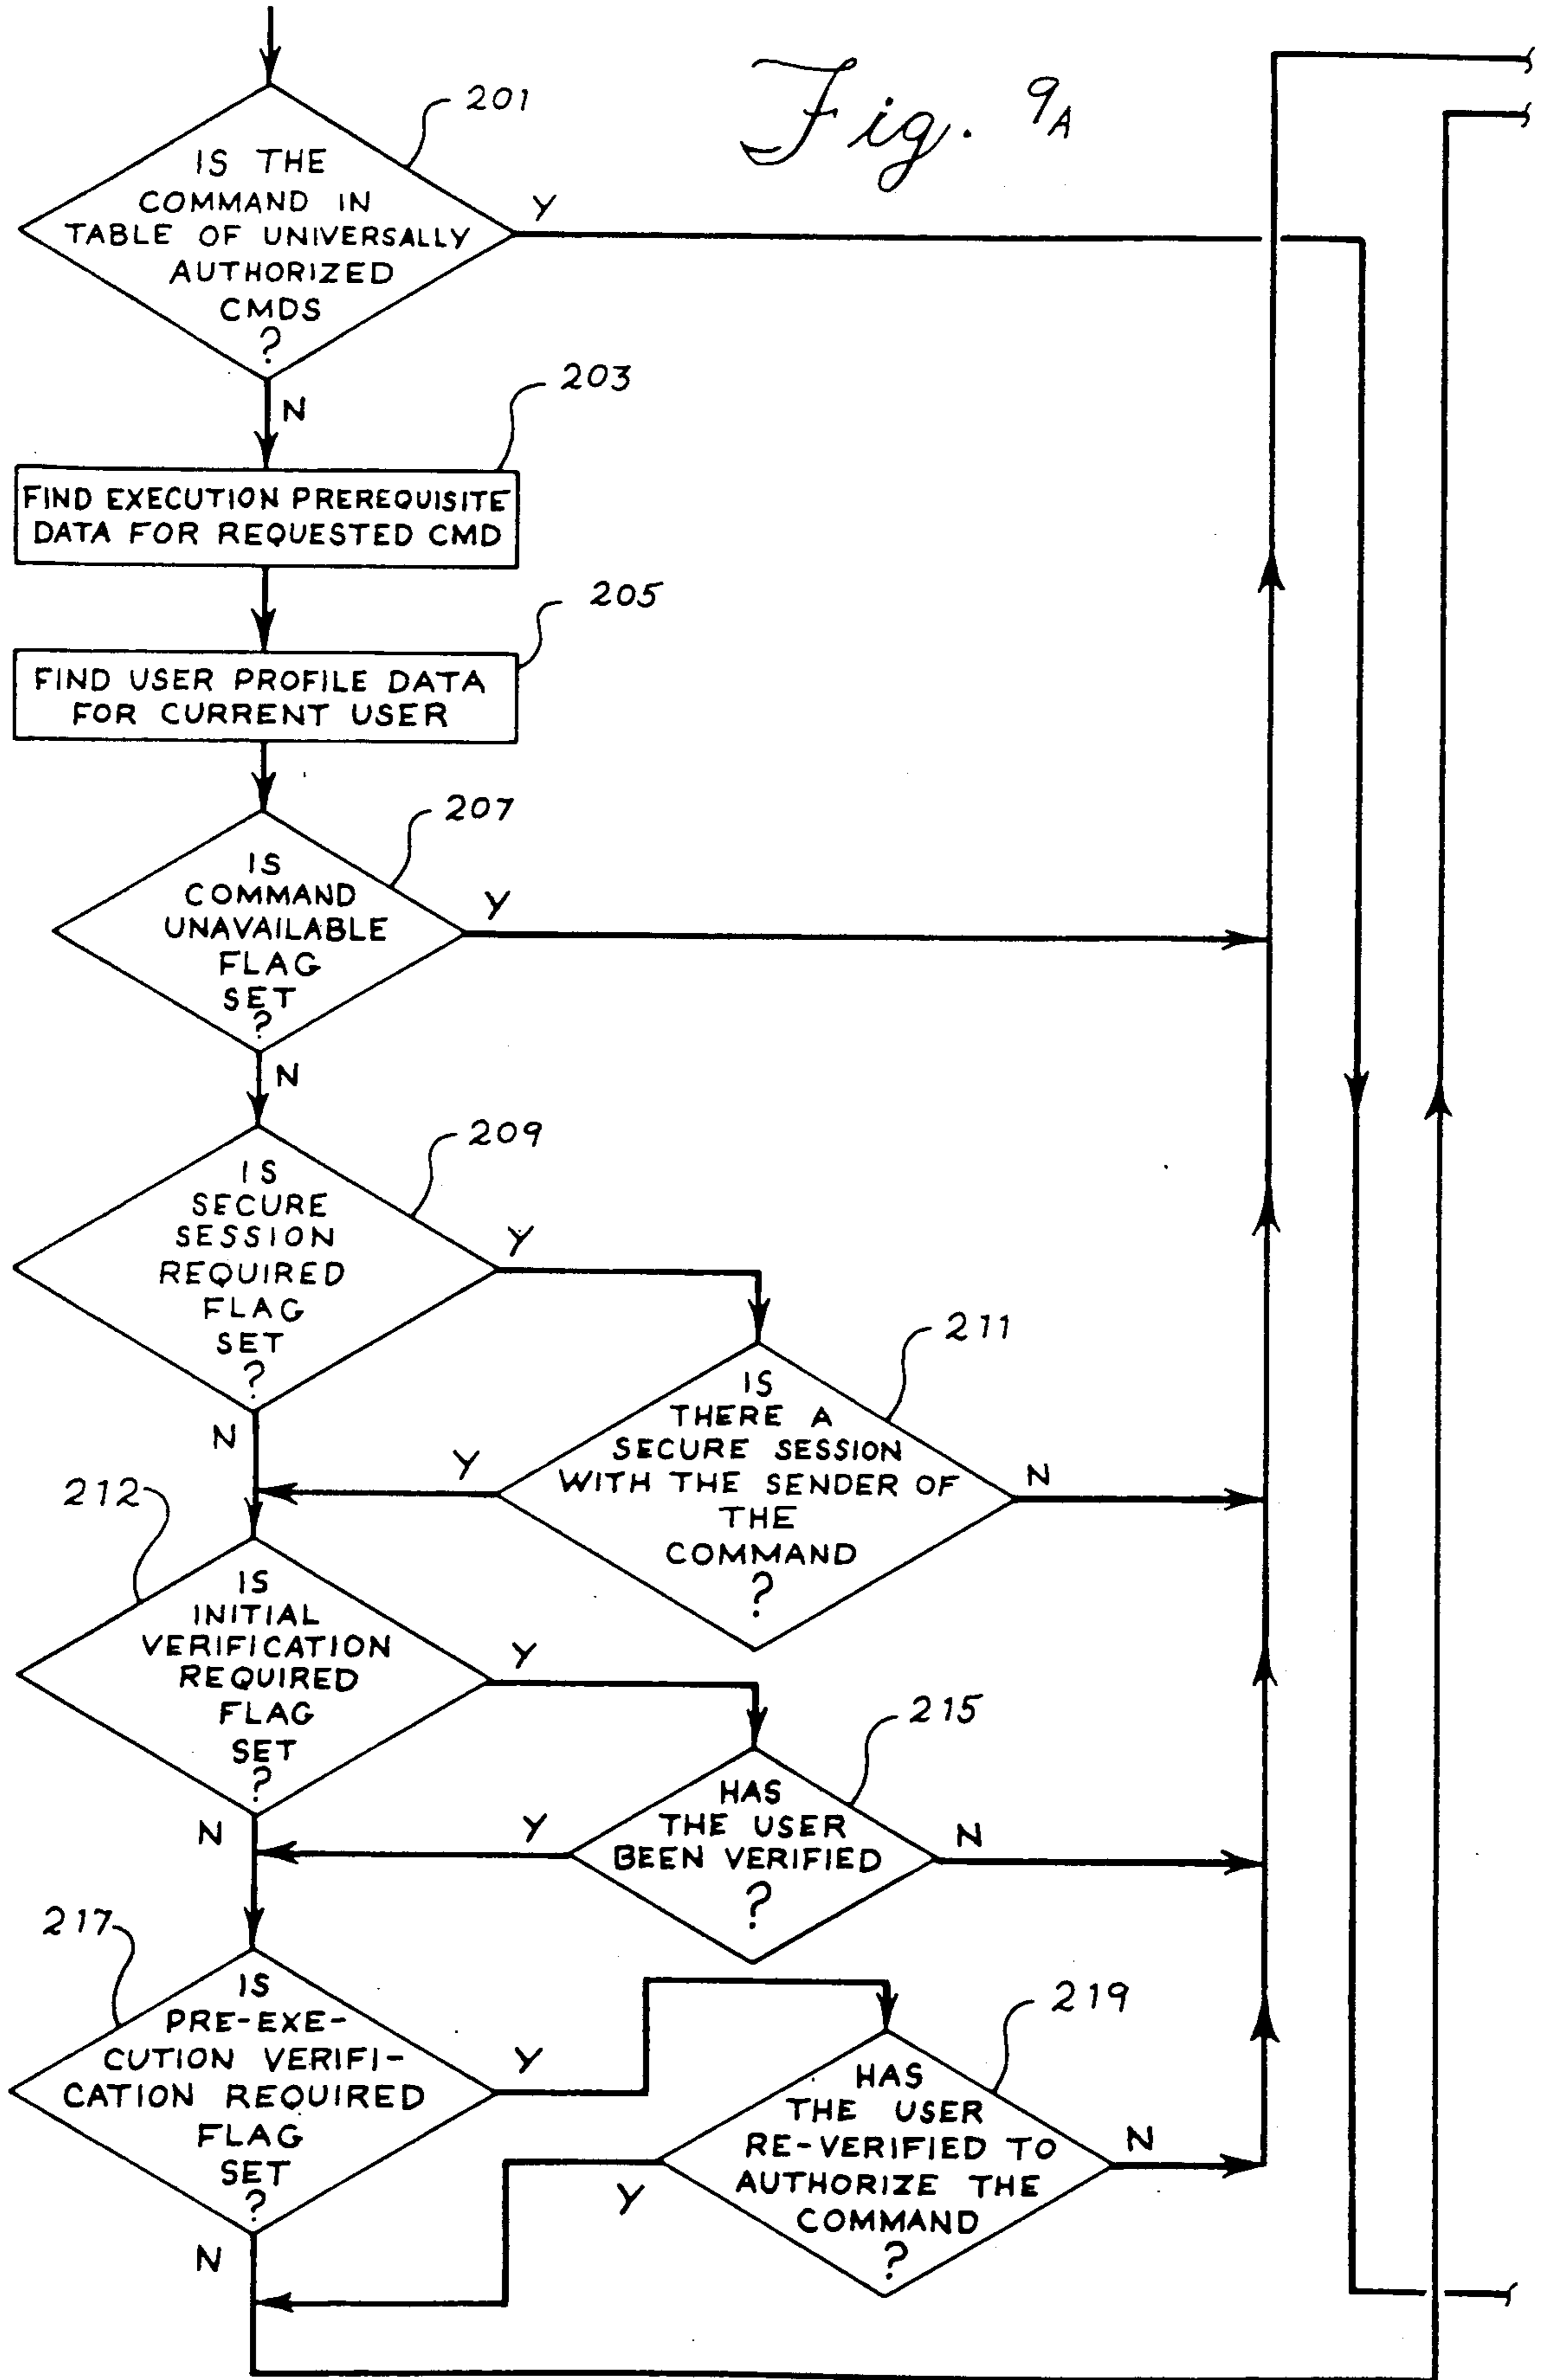 Fig. 9A
201
IS THE
COMMAND IN
TABLE OF UNIVERSALLY
AUTHORIZED
CMDS
?
Y
N
203
FIND EXECUTION PREREQUISITE
DATA FOR REQUESTED CMD
205
FIND USER PROFILE DATA
FOR CURRENT USER
207
IS
COMMAND
UNAVAILABLE
FLAG
SET
?
Y
N
209
IS
SECURE
SESSION
REQUIRED
FLAG
SET
?
Y
N
211
IS
THERE A
SECURE SESSION
WITH THE SENDER OF
THE
COMMAND
?
Y
N
212
IS
INITIAL
VERIFICATION
REQUIRED
FLAG
SET
?
Y
N
215
HAS
THE USER
BEEN VERIFIED
?
Y
N
217
IS
PRE-EXE-
CUTION VERIFI-
CATION REQUIRED
FLAG
SET
?
Y
N
219
HAS
THE USER
RE-VERIFIED TO
AUTHORIZE THE
COMMAND
?
Y
N